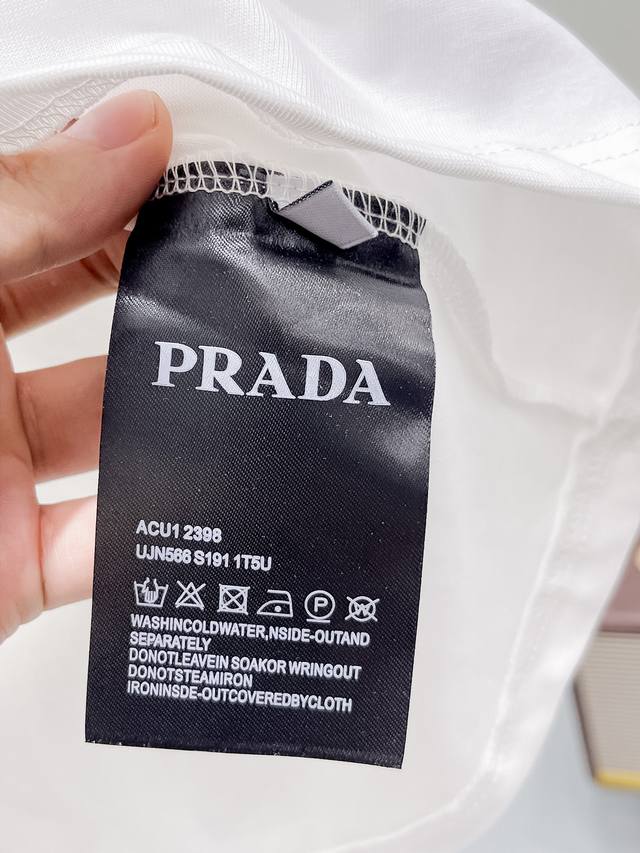 PRADA
ACU1 2398
UJN566 S191 1T5U
P
W
WASHINCOLDWATER,NSIDE-OUTAND
SEPARATELY
DONOTLEAVEIN SOAKOR WRINGOUT
DONOTSTEAMIRON
IRONINSDE-OUTCOVEREDBYCLOTH